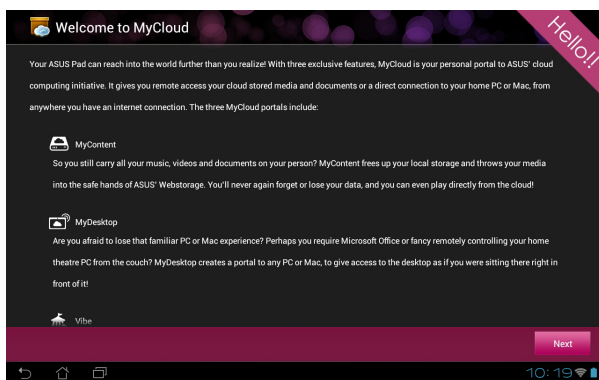 Welcome to MyCloud
Hello!!
Your ASUS Pad can reach into the world further than you realize! With three exclusive features, MyCloud is your personal portal to ASUS' cloud
computing initiative. It gives you remote access your cloud stored media and documents or a direct connection to your home PC or Mac, from
anywhere you have an internet connection. The three MyCloud portals include:
MyContent
So you still carry all your music, videos and documents on your person? MyContent frees up your local storage and throws your media
into the safe hands of ASUS' Webstorage. You'll never again forget or lose your data, and you can even play directly from the cloud!
MyDesktop
Are you afraid to lose that familiar PC or Mac experience? Perhaps you require Microsoft Office or fancy remotely controlling your home
theatre PC from the couch? MyDesktop creates a portal to any PC or Mac, to give access to the desktop as if you were sitting there right in
front of it!
Vibe
Next
10:19